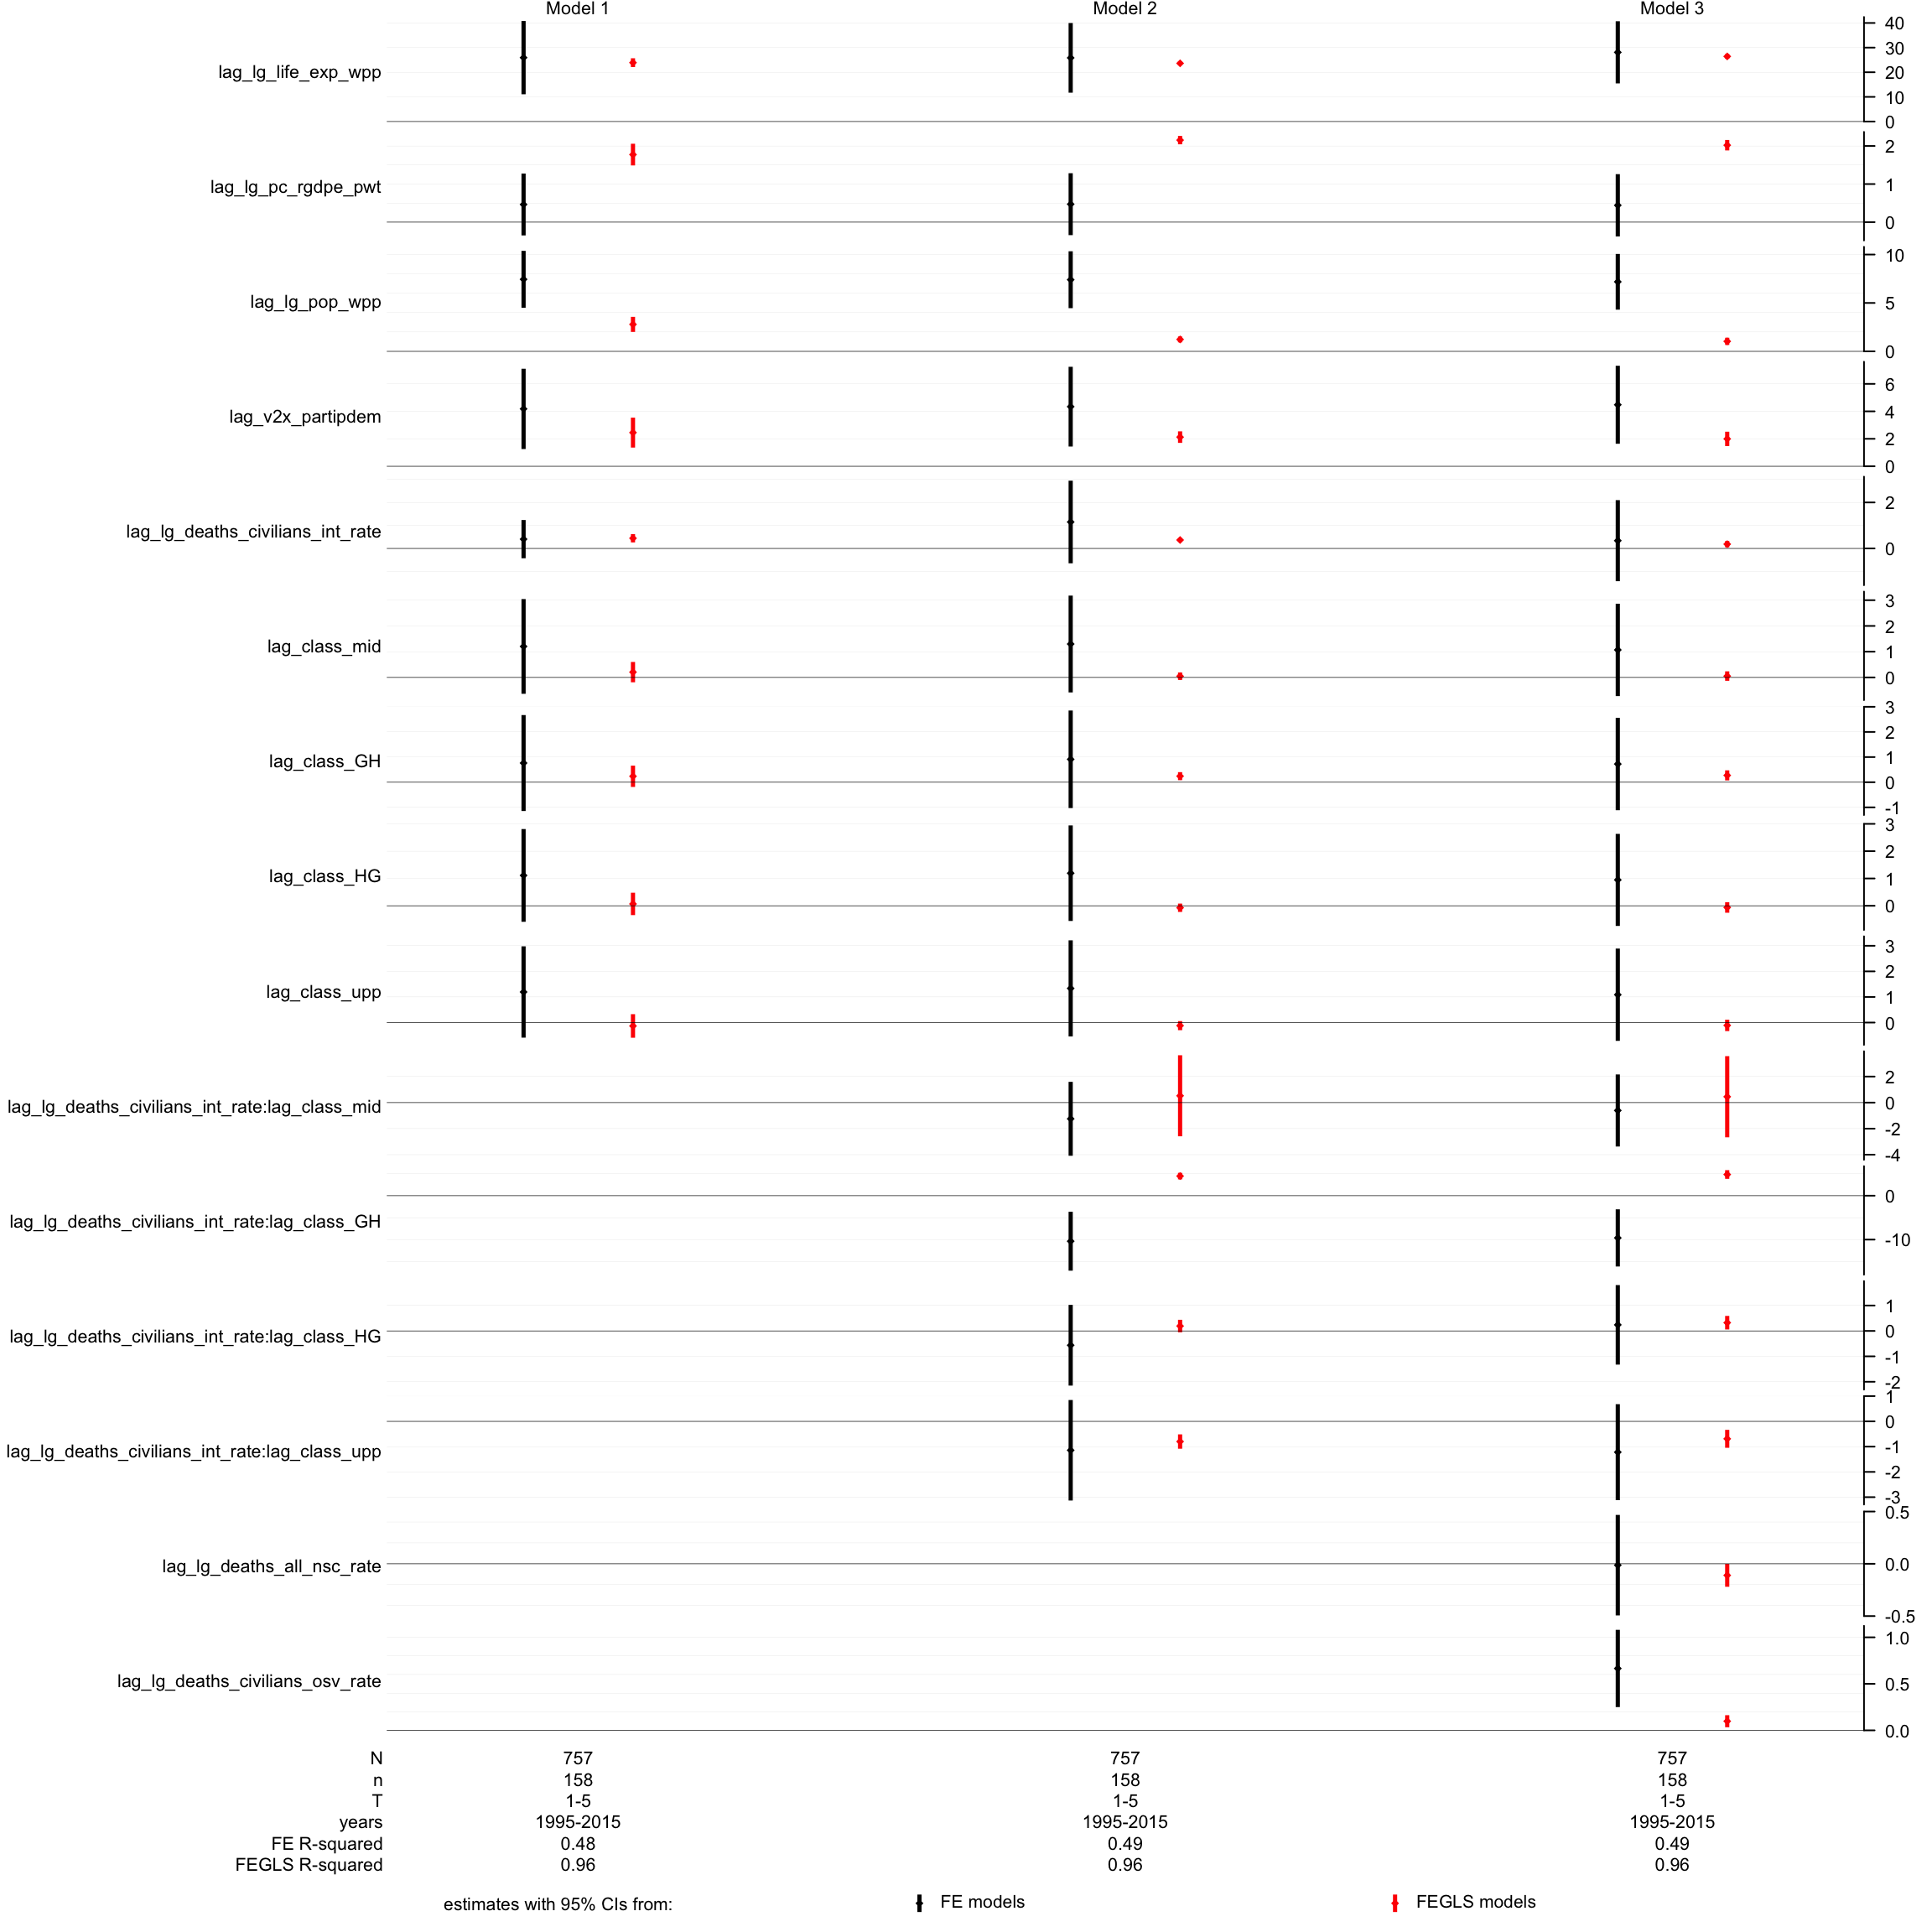 Model 1 Model 2 Model 3
lag_lg_life_exp_wpp
40
30
20
10
0
lag_lg_pc_rgdpe_pwt
2
1
0
lag_lg_pop_wpp
10
5
0
lag_v2x_partipdem
6
4
2
0
lag_lg_deaths_civilians_int_rate
2
0
lag_class_mid
3
2
1
0
lag_class_GH
3
2
1
0
-1
lag_class_HG
3
2
1
0
lag_class_upp
3
2
1
0
lag_lg_deaths_civilians_int_rate:lag_class_mid
2
0
-2
-4
lag_lg_deaths_civilians_int_rate:lag_class_GH
0
-10
lag_lg_deaths_civilians_int_rate:lag_class_HG
1
0
-1
-2
lag_lg_deaths_civilians_int_rate:lag_class_upp
1
0
-1
-2
-3
lag_lg_deaths_all_nsc_rate
0.5
0.0
-0.5
lag_lg_deaths_civilians_osv_rate
1.0
0.5
0.0
N 757 757 757
n 158 158 158
T 1-5 1-5 1-5
years 1995-2015 1995-2015 1995-2015
FE R-squared 0.48 0.49 0.49
FEGLS R-squared 0.96 0.96 0.96
estimates with 95% CIs from: FE models FEGLS models